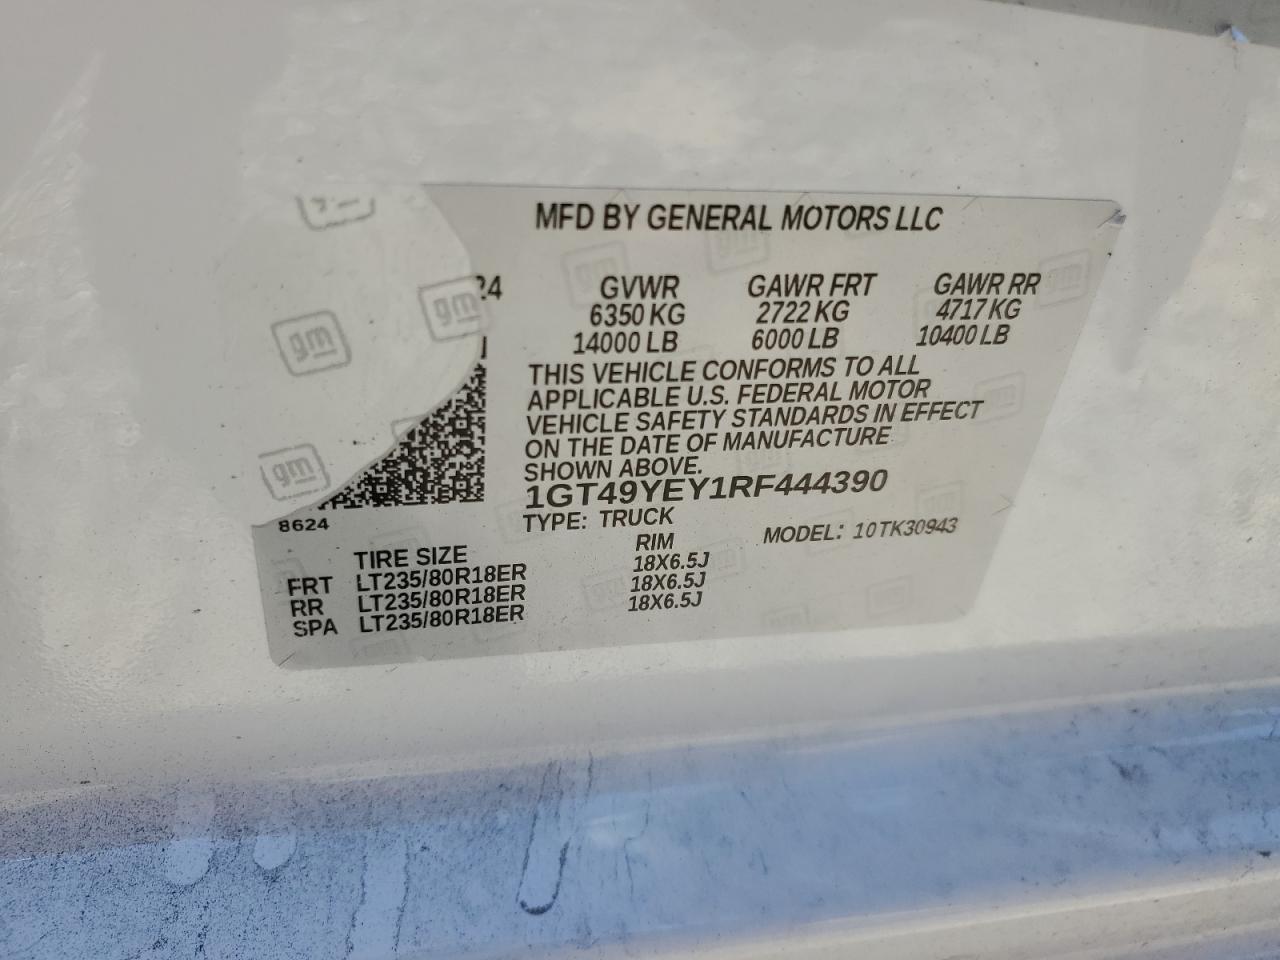 MFD BY GENERAL MOTORS LLC
24 GVWR GAWR FRT GAWR RR
6350 KG 2722 KG 4717 KG
14000 LB 6000 LB 10400 LB
THIS VEHICLE CONFORMS TO ALL
APPLICABLE U.S. FEDERAL MOTOR
VEHICLE SAFETY STANDARDS IN EFFECT
ON THE DATE OF MANUFACTURE
SHOWN ABOVE.
1GT49YEY1RF444390
8624 TYPE: TRUCK MODEL: 10TK30943
TIRE SIZE RIM
FRT LT235/80R18ER 18X6.5J
RR LT235/80R18ER 18X6.5J
SPA LT235/80R18ER 18X6.5J
gm
gm
gm